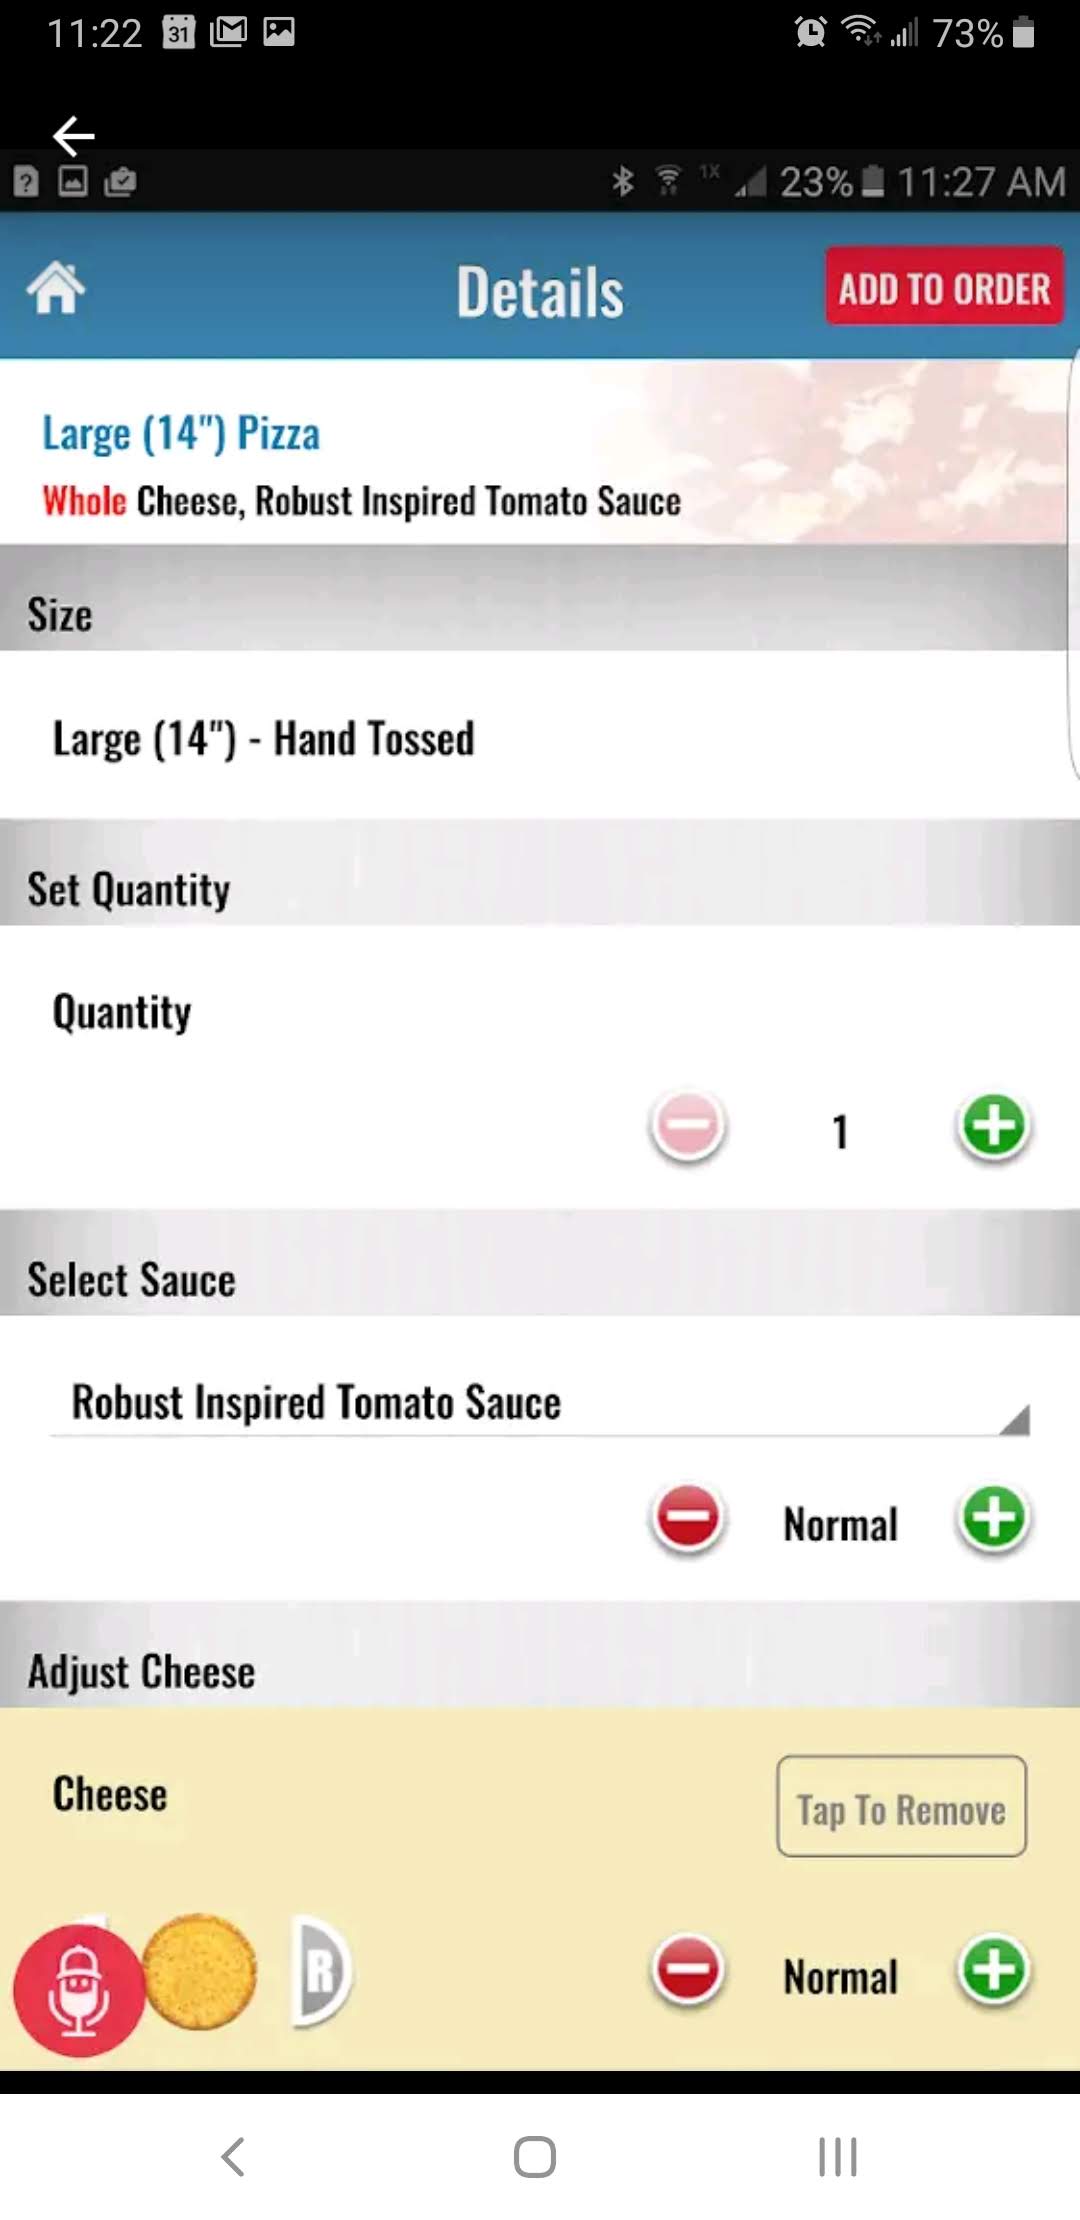 11:22 31 73%
1X 23% 11:27 AM
Details
ADD TO ORDER
Large (14") Pizza
Whole Cheese, Robust Inspired Tomato Sauce
Size
Large (14") - Hand Tossed
Set Quantity
Quantity
1
Select Sauce
Robust Inspired Tomato Sauce
Normal
Adjust Cheese
Cheese
Tap To Remove
R
Normal